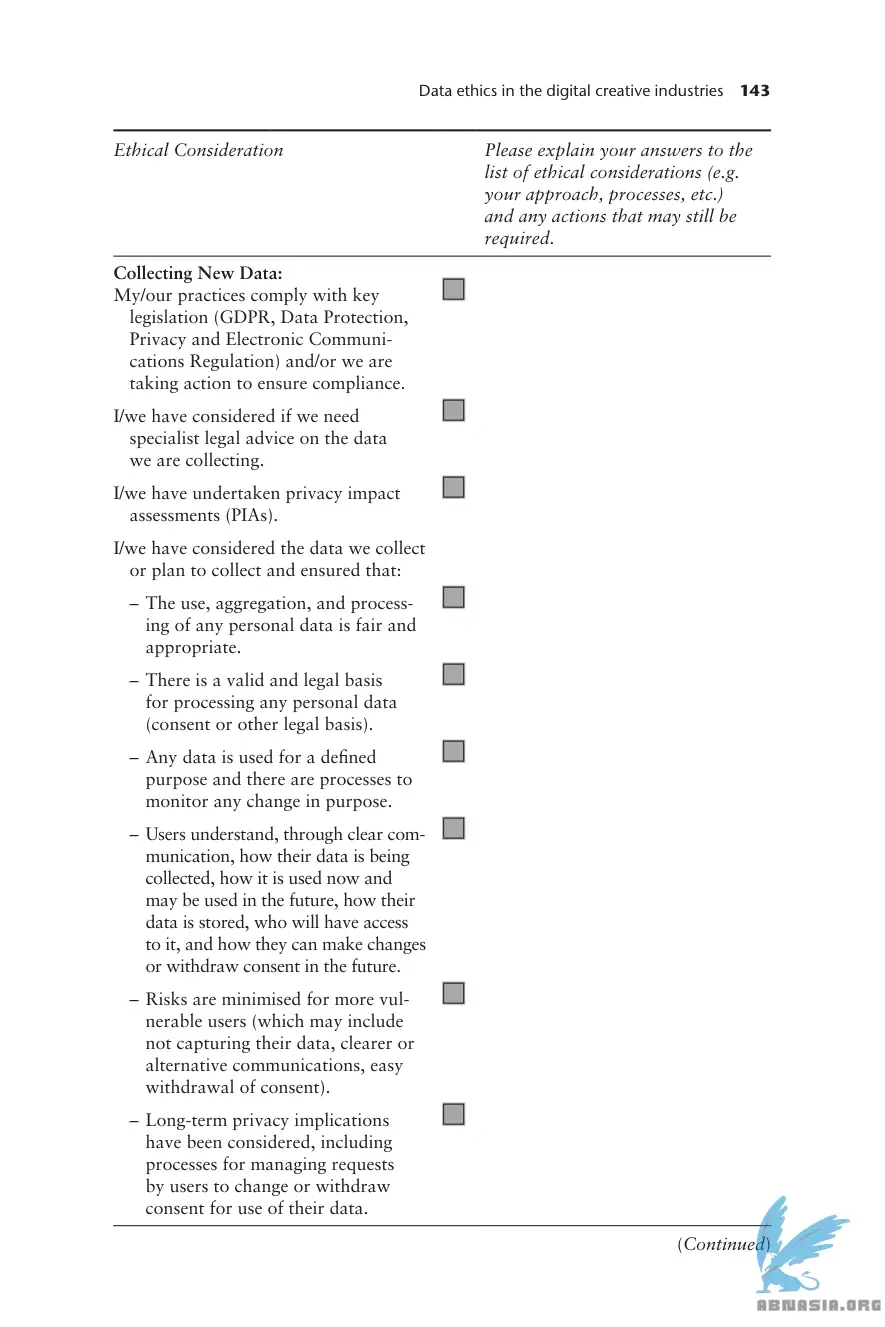 Data ethics in the digital creative industries 143
Ethical Consideration
Please explain your answers to the
list of ethical considerations (e.g.
your approach, processes, etc.)
and any actions that may still be
required.
Collecting New Data:
My/our practices comply with key
legislation (GDPR, Data Protection,
Privacy and Electronic Communi-
cations Regulation) and/or we are
taking action to ensure compliance.
I/we have considered if we need
specialist legal advice on the data
we are collecting.
I/we have undertaken privacy impact
assessments (PIAs).
I/we have considered the data we collect
or plan to collect and ensured that:
– The use, aggregation, and process-
ing of any personal data is fair and
appropriate.
– There is a valid and legal basis
for processing any personal data
(consent or other legal basis).
– Any data is used for a defined
purpose and there are processes to
monitor any change in purpose.
– Users understand, through clear com-
munication, how their data is being
collected, how it is used now and
may be used in the future, how their
data is stored, who will have access
to it, and how they can make changes
or withdraw consent in the future.
– Risks are minimised for more vul-
nerable users (which may include
not capturing their data, clearer or
alternative communications, easy
withdrawal of consent).
– Long-term privacy implications
have been considered, including
processes for managing requests
by users to change or withdraw
consent for use of their data.
(Continued)
ABNASIA.ORG